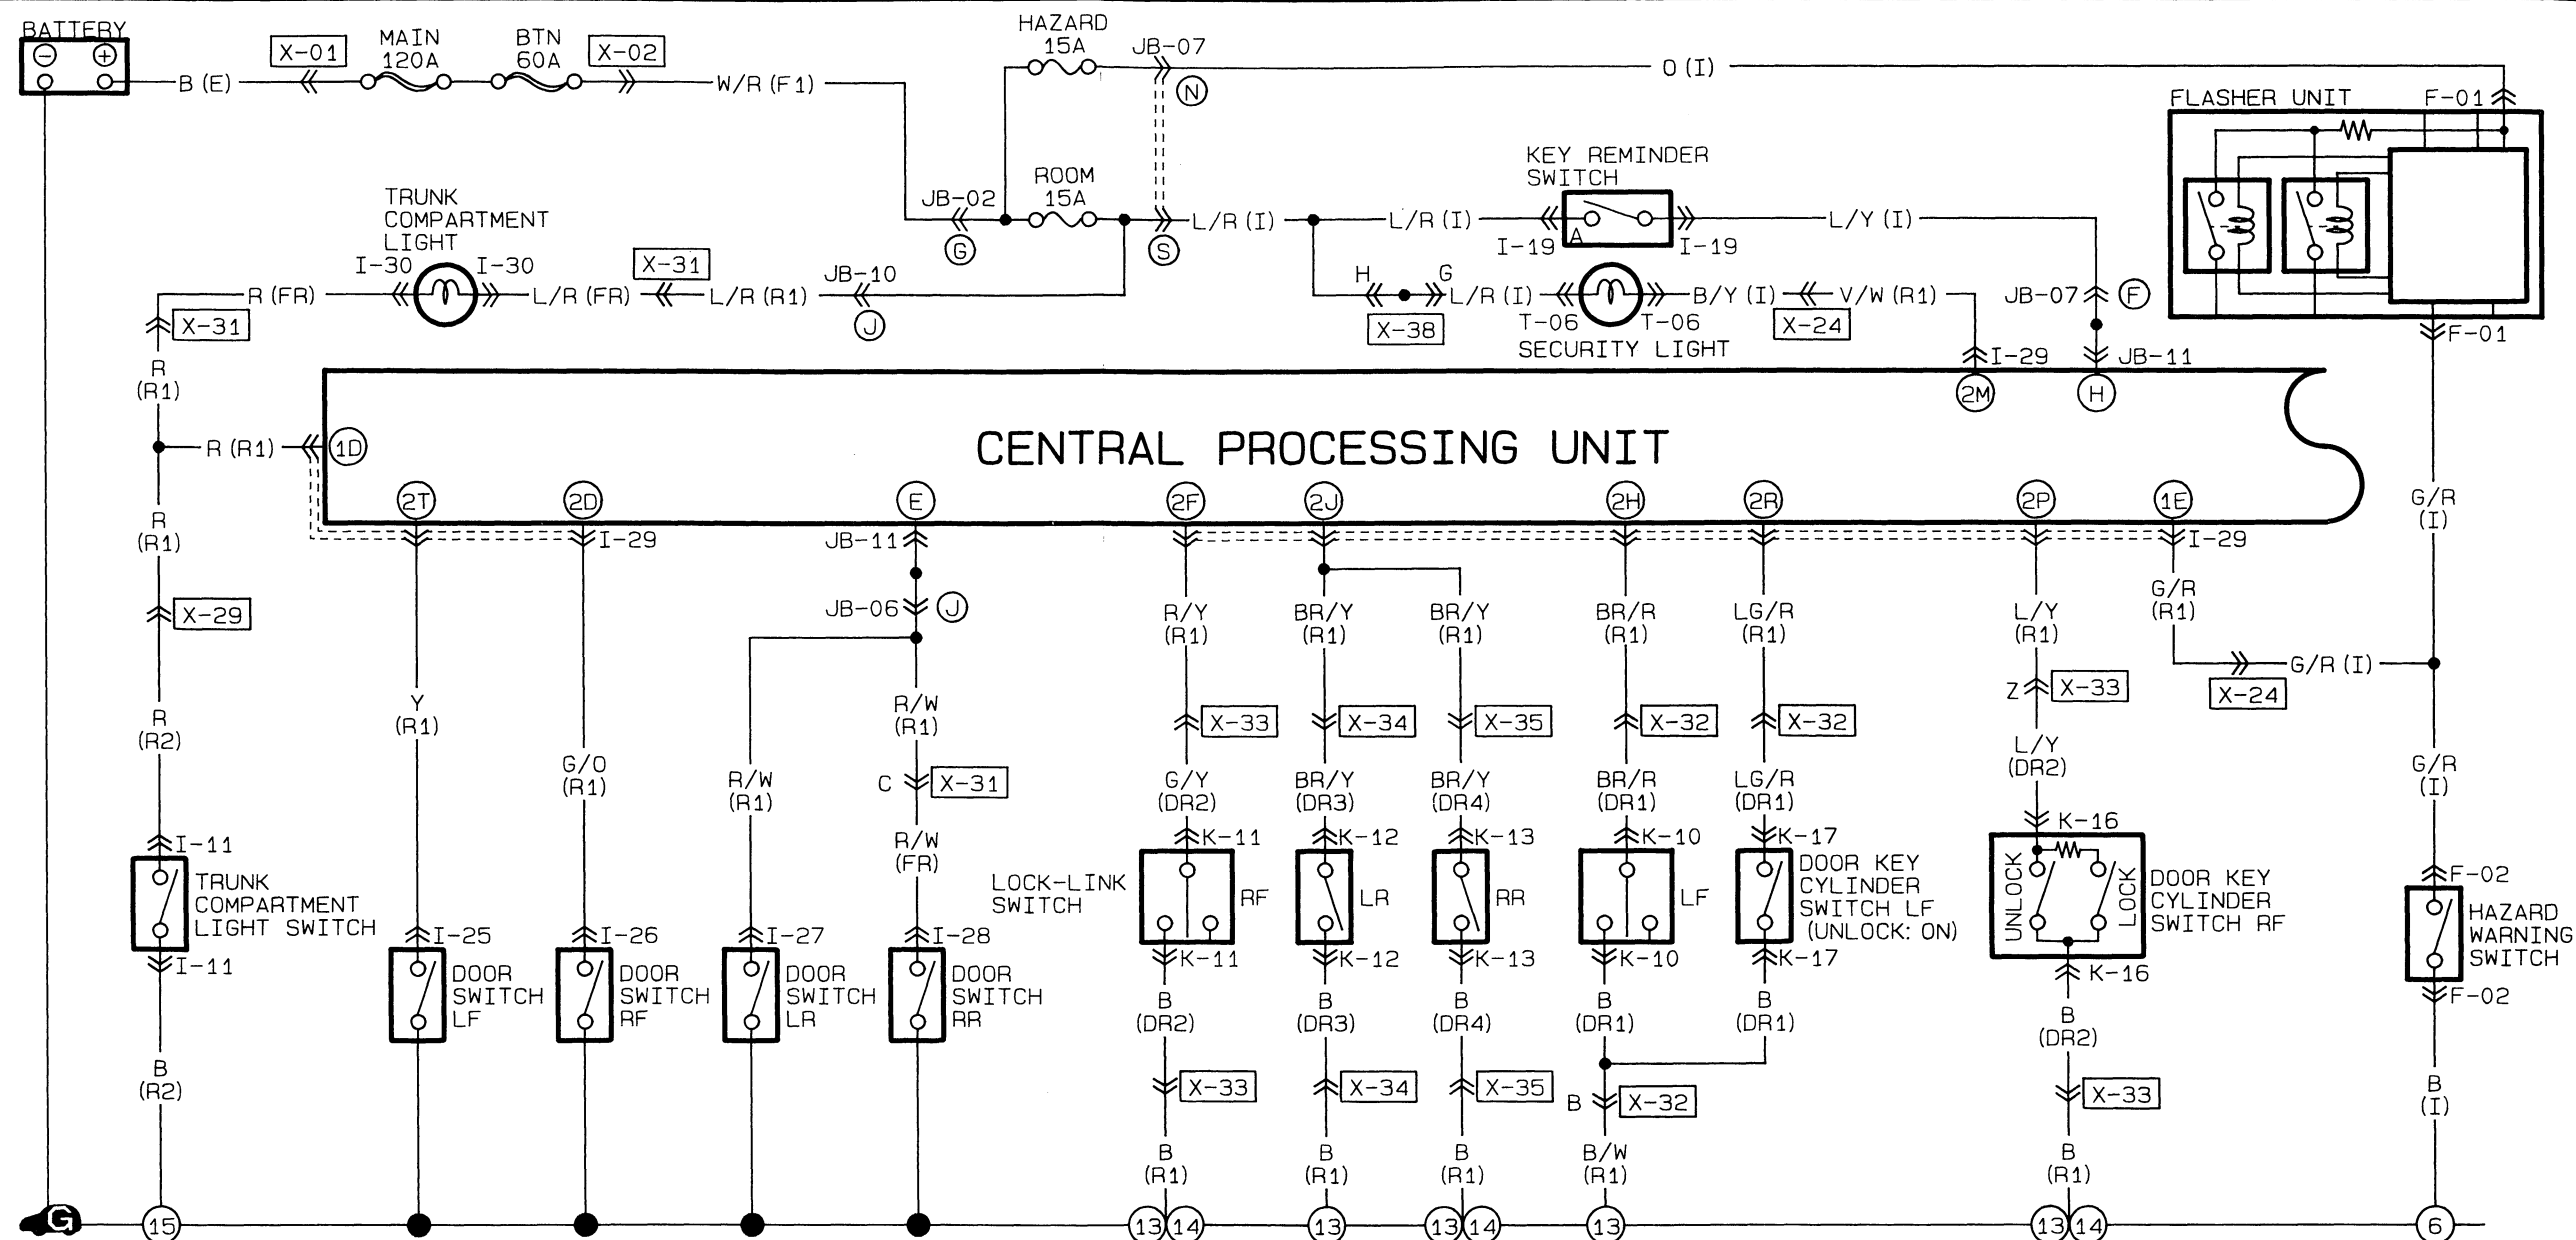 BATTERY
B (E)
X-01
MAIN
120A
BTN
60A
X-02
W/R (F1)
HAZARD
15A
JB-07
N
O (I)
FLASHER UNIT
F-01
F-01
JB-02
G
ROOM
15A
S
L/R (I)
L/R (I)
KEY REMINDER
SWITCH
I-19
A
I-19
L/Y (I)
TRUNK
COMPARTMENT
LIGHT
I-30
I-30
R (FR)
L/R (FR)
X-31
L/R (R1)
JB-10
J
H
G
X-38
L/R (I)
T-06
T-06
SECURITY LIGHT
B/Y (I)
X-24
V/W (R1)
I-29
2M
JB-07
F
JB-11
H
X-31
R
(R1)
R (R1)
1D
CENTRAL PROCESSING UNIT
2T
2D
E
2F
2J
2H
2R
2P
1E
I-29
JB-11
I-29
R
(R1)
X-29
R
(R2)
I-11
TRUNK
COMPARTMENT
LIGHT SWITCH
I-11
B
(R2)
15
Y
(R1)
I-25
DOOR
SWITCH
LF
G/O
(R1)
I-26
DOOR
SWITCH
RF
JB-06
J
R/W
(R1)
I-27
DOOR
SWITCH
LR
R/W
(R1)
C
X-31
R/W
(FR)
I-28
DOOR
SWITCH
RR
LOCK-LINK
SWITCH
R/Y
(R1)
X-33
G/Y
(DR2)
K-11
RF
K-11
B
(DR2)
X-33
B
(R1)
13
14
BR/Y
(R1)
X-34
BR/Y
(DR3)
K-12
LR
K-12
B
(DR3)
X-34
B
(R1)
13
BR/Y
(R1)
X-35
BR/Y
(DR4)
K-13
RR
K-13
B
(DR4)
X-35
B
(R1)
13
14
BR/R
(R1)
X-32
BR/R
(DR1)
K-10
LF
K-10
B
(DR1)
B
X-32
B/W
(R1)
13
LG/R
(R1)
X-32
LG/R
(DR1)
K-17
DOOR KEY
CYLINDER
SWITCH LF
(UNLOCK: ON)
K-17
B
(DR1)
L/Y
(R1)
Z
X-33
L/Y
(DR2)
K-16
UNLOCK
LOCK
DOOR KEY
CYLINDER
SWITCH RF
K-16
B
(DR2)
X-33
B
(R1)
13
14
G/R
(R1)
X-24
G/R (I)
G/R
(I)
G/R
(I)
F-02
HAZARD
WARNING
SWITCH
F-02
B
(I)
6
G